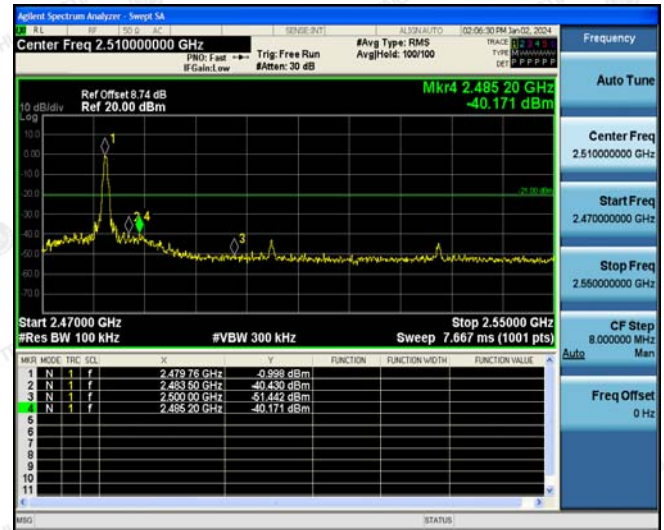 Agilent Spectrum Analyzer - Swept SA
RL RF 50 Ω AC SENSE:INT ALIGNAUTO 02:06:30 PM Jan 02, 2024
Center Freq 2.510000000 GHz #Avg Type: RMS TRACE 1 2 3 4 5 6
PNO: Fast Trig: Free Run Avg|Hold: 100/100 TYPE
IFGain:Low #Atten: 30 dB DET P P P P P P
Frequency
Auto Tune
Center Freq
2.510000000 GHz
Start Freq
2.470000000 GHz
Stop Freq
2.550000000 GHz
CF Step
8.000000 MHz
Auto Man
Freq Offset
0 Hz
Mkr4 2.485 20 GHz
-40.171 dBm
Ref Offset 8.74 dB
10 dB/div Ref 20.00 dBm
Log
10.0
0.00
-10.0
-20.0
-30.0
-40.0
-50.0
-60.0
-70.0
1
2 4
3
-21.00 dBm
Start 2.47000 GHz Stop 2.55000 GHz
#Res BW 100 kHz #VBW 300 kHz Sweep 7.667 ms (1001 pts)
MKR MODE TRC SCL X Y FUNCTION FUNCTION WIDTH FUNCTION VALUE
1 N 1 f 2.479 76 GHz -0.998 dBm
2 N 1 f 2.483 50 GHz -40.430 dBm
3 N 1 f 2.500 00 GHz -51.442 dBm
4 N 1 f 2.485 20 GHz -40.171 dBm
5
6
7
8
9
10
11
MSG STATUS